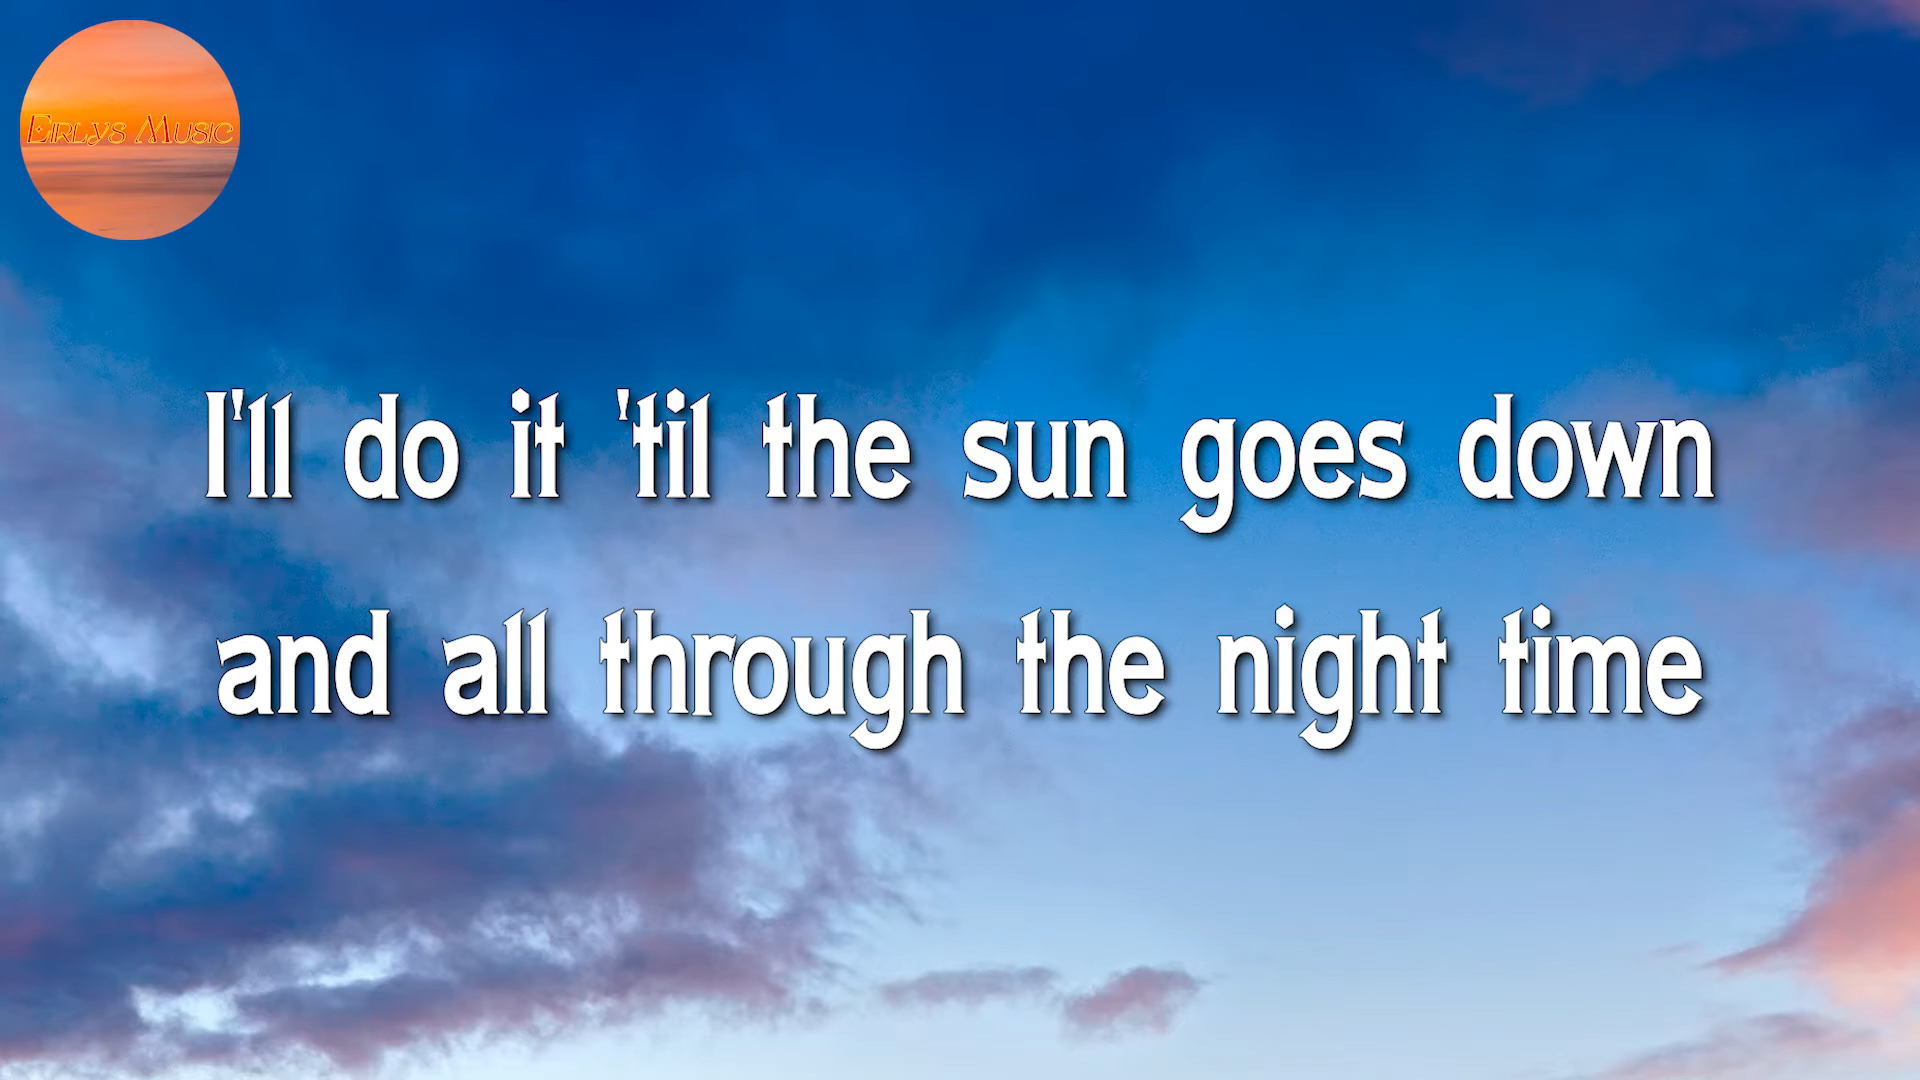 Eirlys Music
I'll do it 'til the sun goes down
and all through the night time